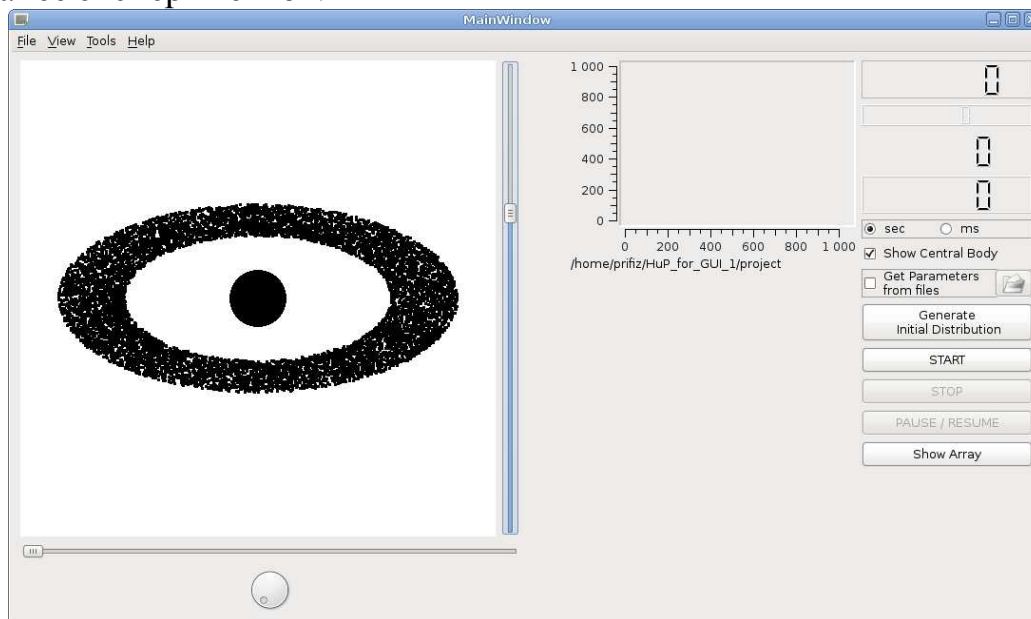 MainWindow
File View Tools Help
1 000
800
600
400
200
0
0 200 400 600 800 1 000
/home/prifiz/HuP_for_GUI_1/project
0
0
0
sec ms
Show Central Body
Get Parameters
from files
Generate
Initial Distribution
START
STOP
PAUSE / RESUME
Show Array